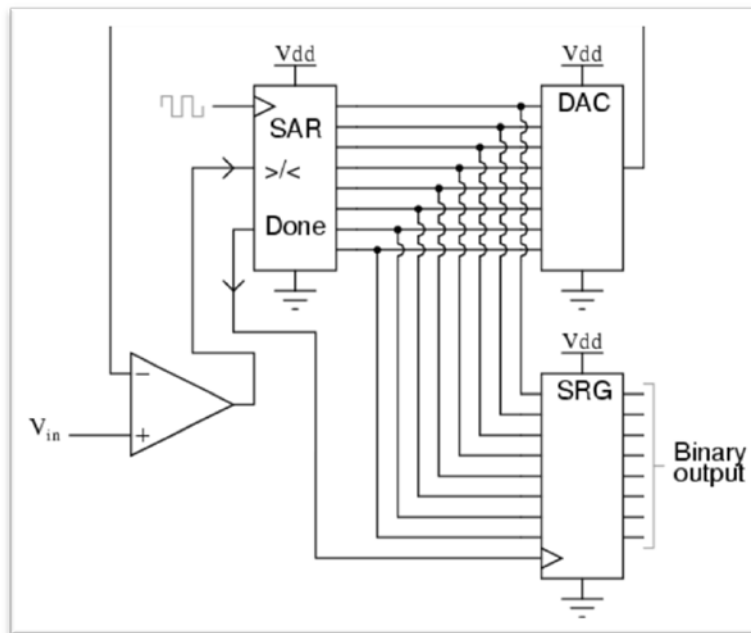 Vdd
Vdd
SAR
DAC
>/<
Done
Vdd
SRG
−
Vin
+
Binary
output